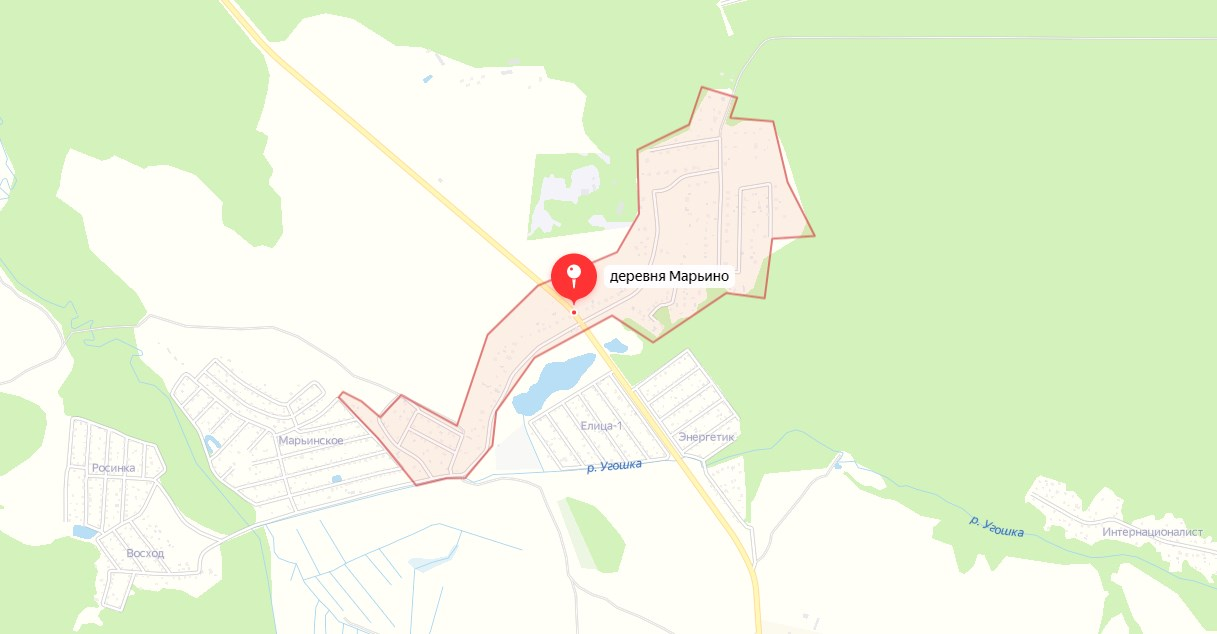 деревня Марьино
Елица-1
Энергетик
Марьинское
Росинка
р. Угошка
р. Угошка
Интернационалист
Восход